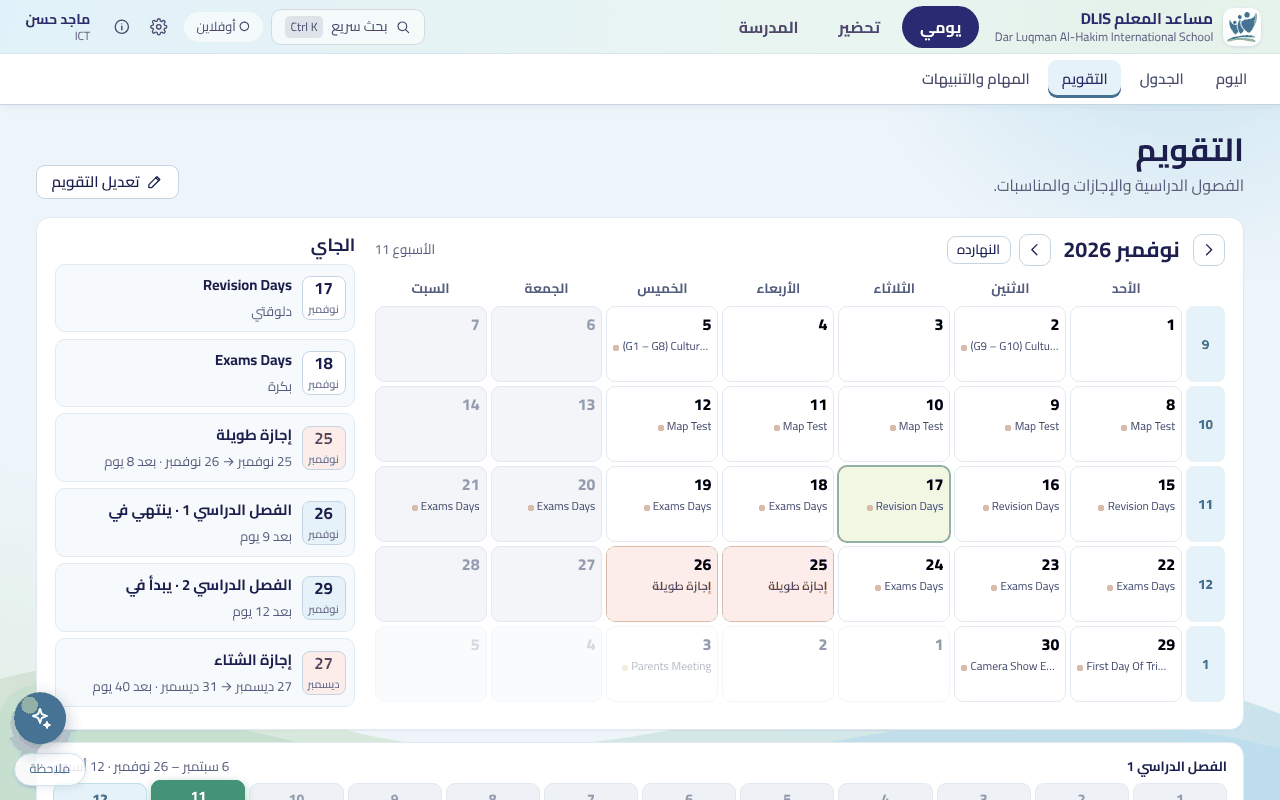 مساعد المعلم DLIS
Dar Luqman Al-Hakim International School
يومي
تحضير
المدرسة
بحث سريع
Ctrl K
أوفلاين
ماجد حسن
ICT
اليوم
الجدول
التقويم
المهام والتنبيهات
التقويم
الفصول الدراسية والإجازات والمناسبات.
تعديل التقويم
نوفمبر 2026
النهارده
الأسبوع 11
الأحد
الاثنين
الثلاثاء
الأربعاء
الخميس
الجمعة
السبت
9
1
2
(G9 – G10) Cultu...
3
4
5
(G1 – G8) Cultur...
6
7
10
8
Map Test
9
Map Test
10
Map Test
11
Map Test
12
Map Test
13
14
11
15
Revision Days
16
Revision Days
17
Revision Days
18
Exams Days
19
Exams Days
20
Exams Days
21
Exams Days
12
22
Exams Days
23
Exams Days
24
Exams Days
25
إجازة طويلة
26
إجازة طويلة
27
28
1
29
First Day Of Tri...
30
Camera Show E...
1
2
3
Parents Meeting
4
5
الجاي
17
نوفمبر
Revision Days
دلوقتي
18
نوفمبر
Exams Days
بكرة
25
نوفمبر
إجازة طويلة
25 نوفمبر → 26 نوفمبر · بعد 8 يوم
26
نوفمبر
الفصل الدراسي 1 · ينتهي في
بعد 9 يوم
29
نوفمبر
الفصل الدراسي 2 · يبدأ في
بعد 12 يوم
27
ديسمبر
إجازة الشتاء
27 ديسمبر → 31 ديسمبر · بعد 40 يوم
ملاحظة
الفصل الدراسي 1
6 سبتمبر – 26 نوفمبر · 12
1
2
3
4
5
6
7
8
9
10
11
12